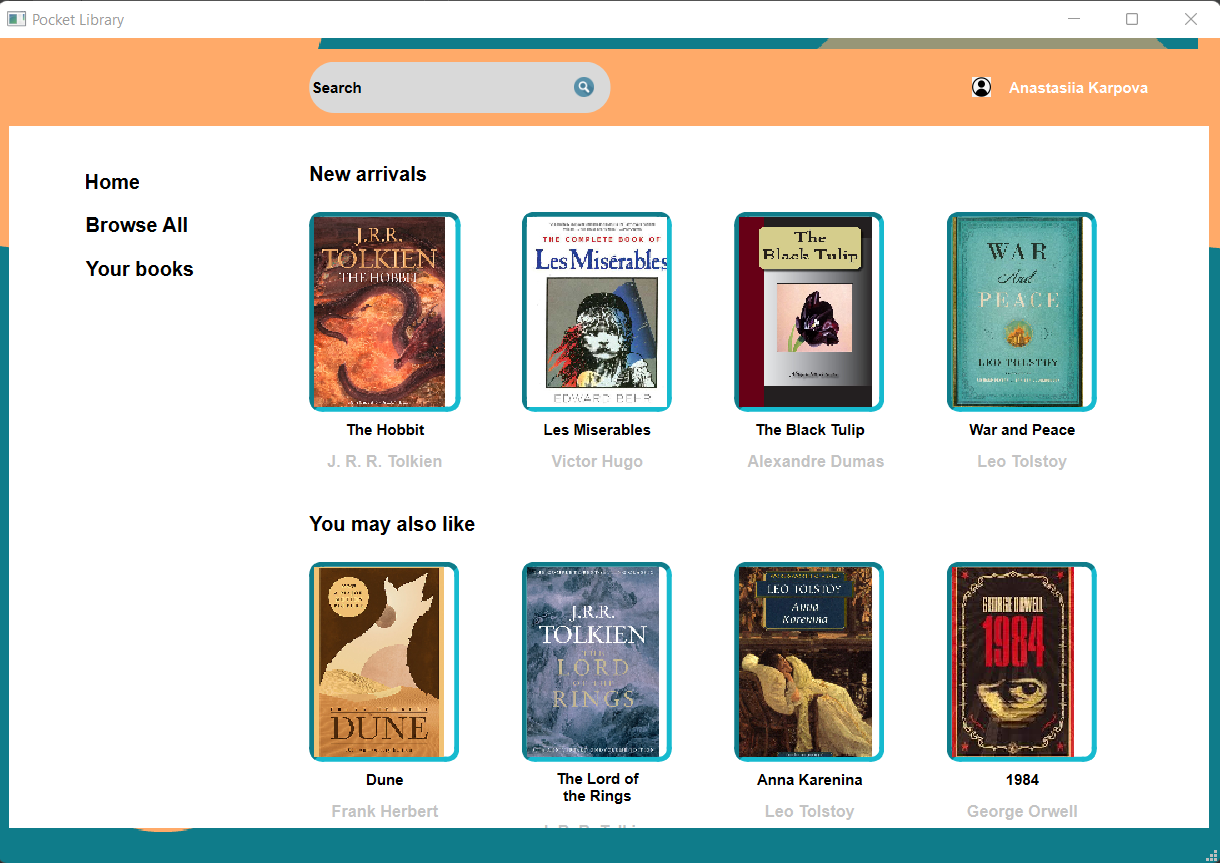 Pocket Library
Search
Anastasiia Karpova
Home
Browse All
Your books
New arrivals
J.R.R.
TOLKIEN
THE HOBBIT
THE COMPLETE BOOK OF
Les Misérables
EDWARD BEHR
The
Black Tulip
WAR
And
PEACE
LEO TOLSTOY
The Hobbit
Les Miserables
The Black Tulip
War and Peace
J. R. R. Tolkien
Victor Hugo
Alexandre Dumas
Leo Tolstoy
You may also like
DUNE
J.R.R.
TOLKIEN
THE
LORD
OF THE
RINGS
LEO TOLSTOY
Anna
Karenina
GEORGE ORWELL
1984
Dune
The Lord of
the Rings
Anna Karenina
1984
Frank Herbert
Leo Tolstoy
George Orwell